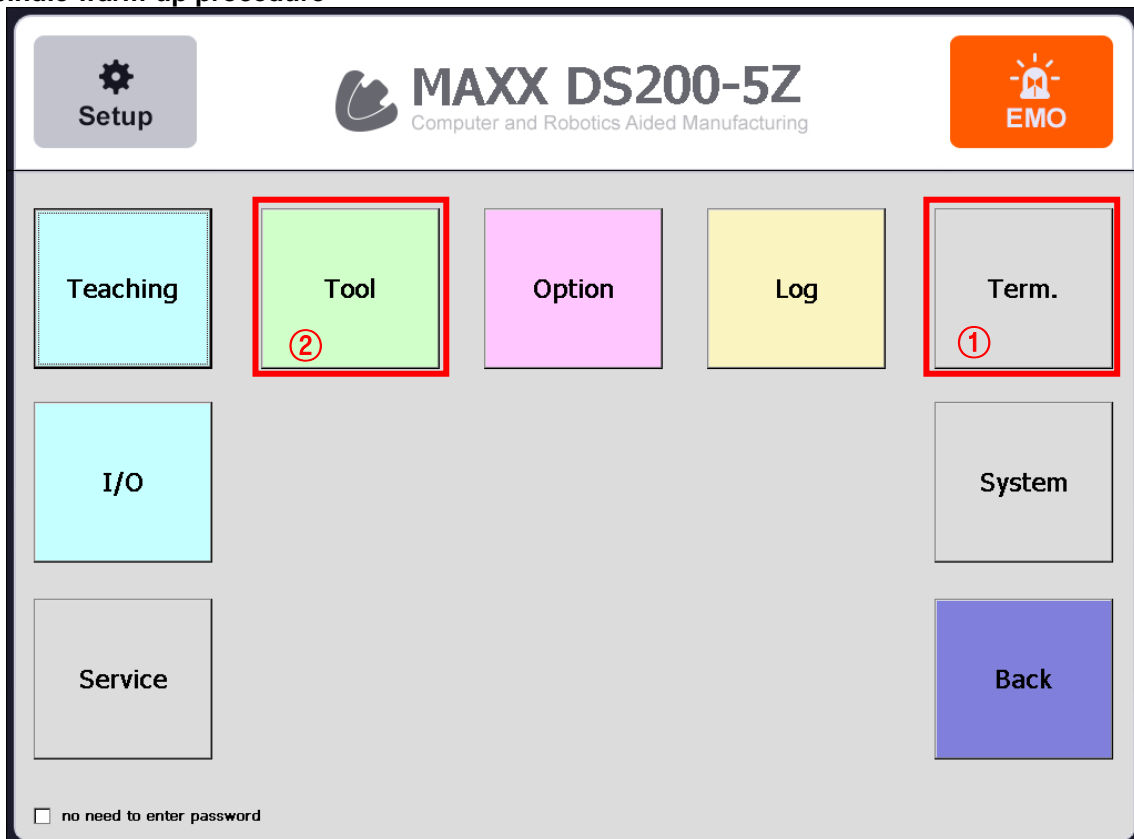 Setup
MAXX DS200-5Z
Computer and Robotics Aided Manufacturing
EMO
Teaching
Tool
Option
Log
Term.
②
①
I/O
System
Service
Back
no need to enter password